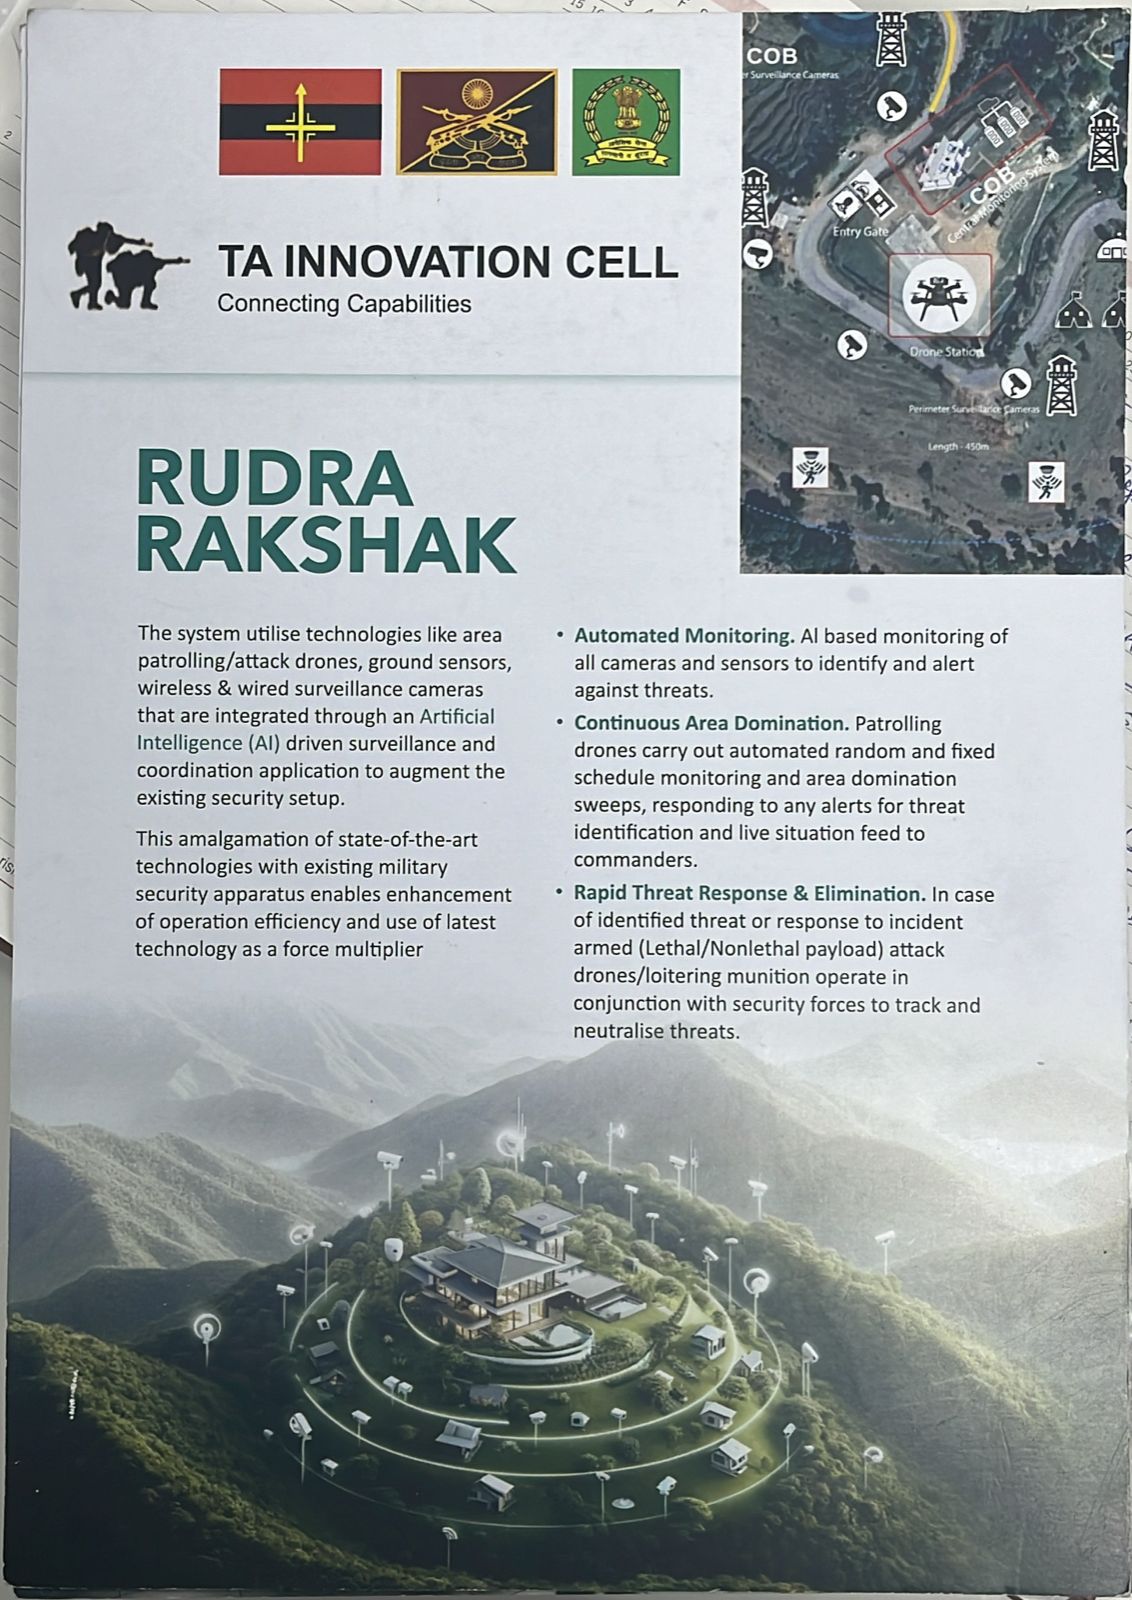 TA INNOVATION CELL
Connecting Capabilities
COB
er Surveillance Cameras
COB
Central Monitoring System
Entry Gate
Drone Station
Perimeter Surveillance Cameras
Length - 450m
RUDRA
RAKSHAK
The system utilise technologies like area
patrolling/attack drones, ground sensors,
wireless & wired surveillance cameras
that are integrated through an Artificial
Intelligence (AI) driven surveillance and
coordination application to augment the
existing security setup.
This amalgamation of state-of-the-art
technologies with existing military
security apparatus enables enhancement
of operation efficiency and use of latest
technology as a force multiplier
• Automated Monitoring. AI based monitoring of
all cameras and sensors to identify and alert
against threats.
• Continuous Area Domination. Patrolling
drones carry out automated random and fixed
schedule monitoring and area domination
sweeps, responding to any alerts for threat
identification and live situation feed to
commanders.
• Rapid Threat Response & Elimination. In case
of identified threat or response to incident
armed (Lethal/Nonlethal payload) attack
drones/loitering munition operate in
conjunction with security forces to track and
neutralise threats.